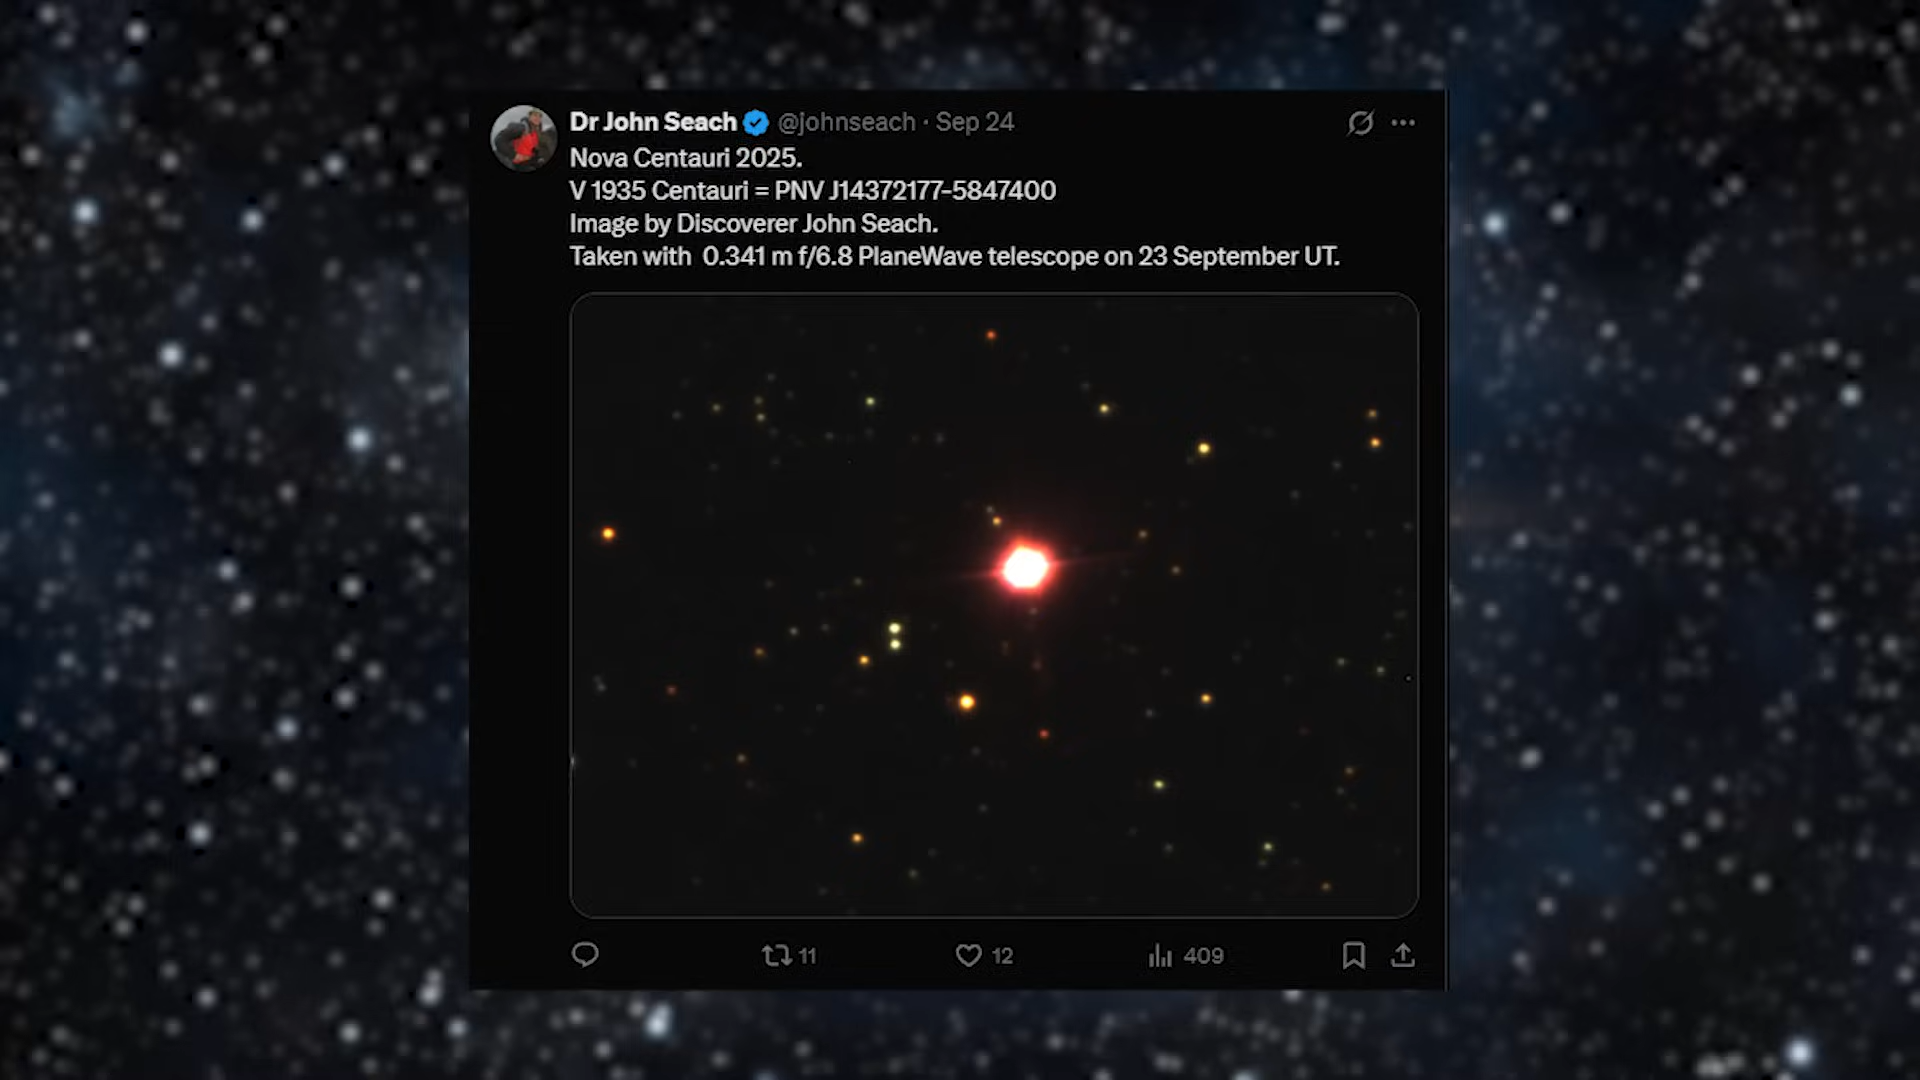 Dr John Seach @johnseach · Sep 24
Nova Centauri 2025.
V 1935 Centauri = PNV J14372177-5847400
Image by Discoverer John Seach.
Taken with 0.341 m f/6.8 PlaneWave telescope on 23 September UT.
11 12 409